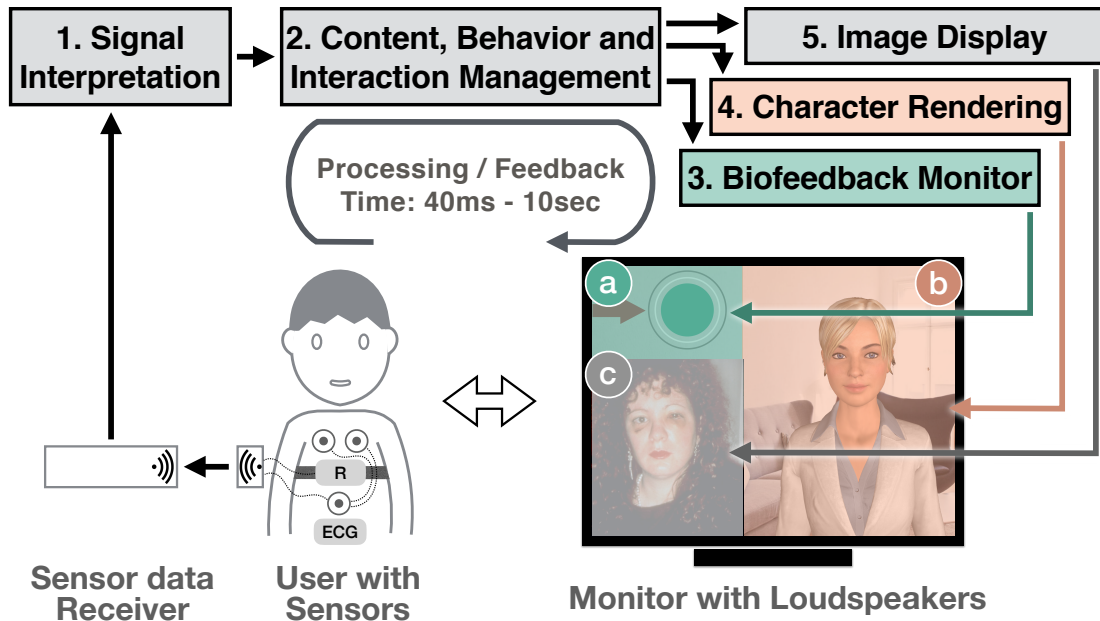 1. Signal
Interpretation
2. Content, Behavior and
Interaction Management
5. Image Display
4. Character Rendering
3. Biofeedback Monitor
Processing / Feedback
Time: 40ms - 10sec
a
b
c
R
ECG
Sensor data
Receiver
User with
Sensors
Monitor with Loudspeakers